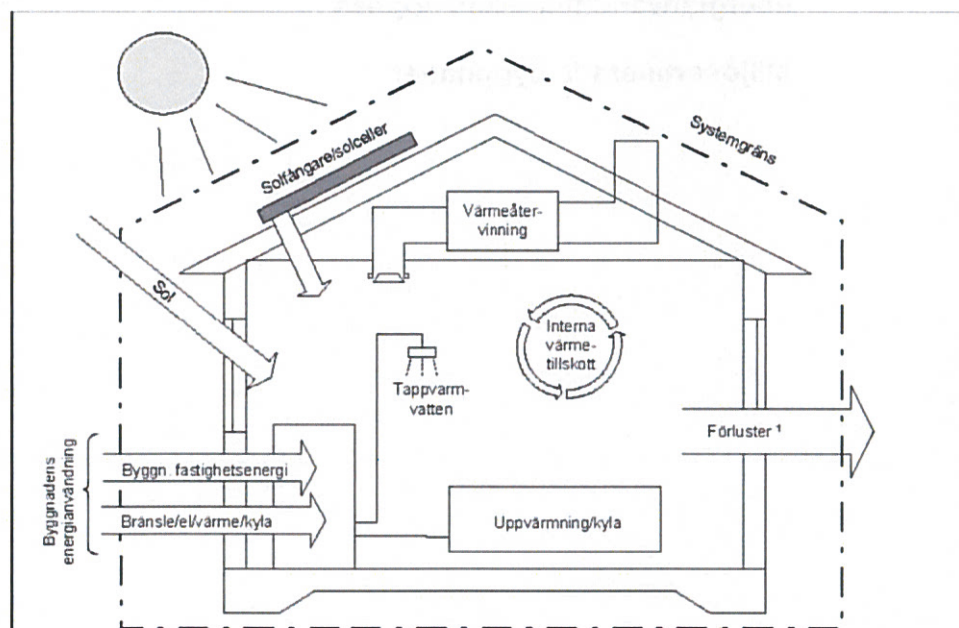 Systemgräns
Solfångare/solceller
Värmeåter-
vinning
Sol
Interna
värme-
tillskott
Tappvarm-
vatten
Förluster ¹
Byggnadens
energianvändning
Byggn. fastighetsenergi
Bränsle/el/värme/kyla
Uppvärmning/kyla